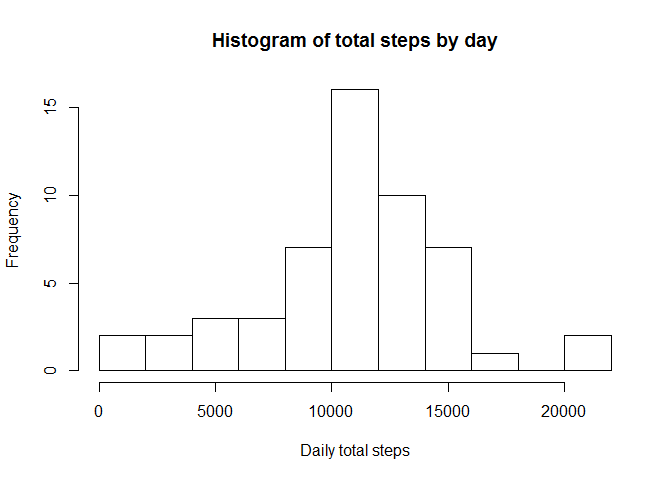 Histogram of total steps by day
Frequency
15
10
5
0
0 5000 10000 15000 20000
Daily total steps